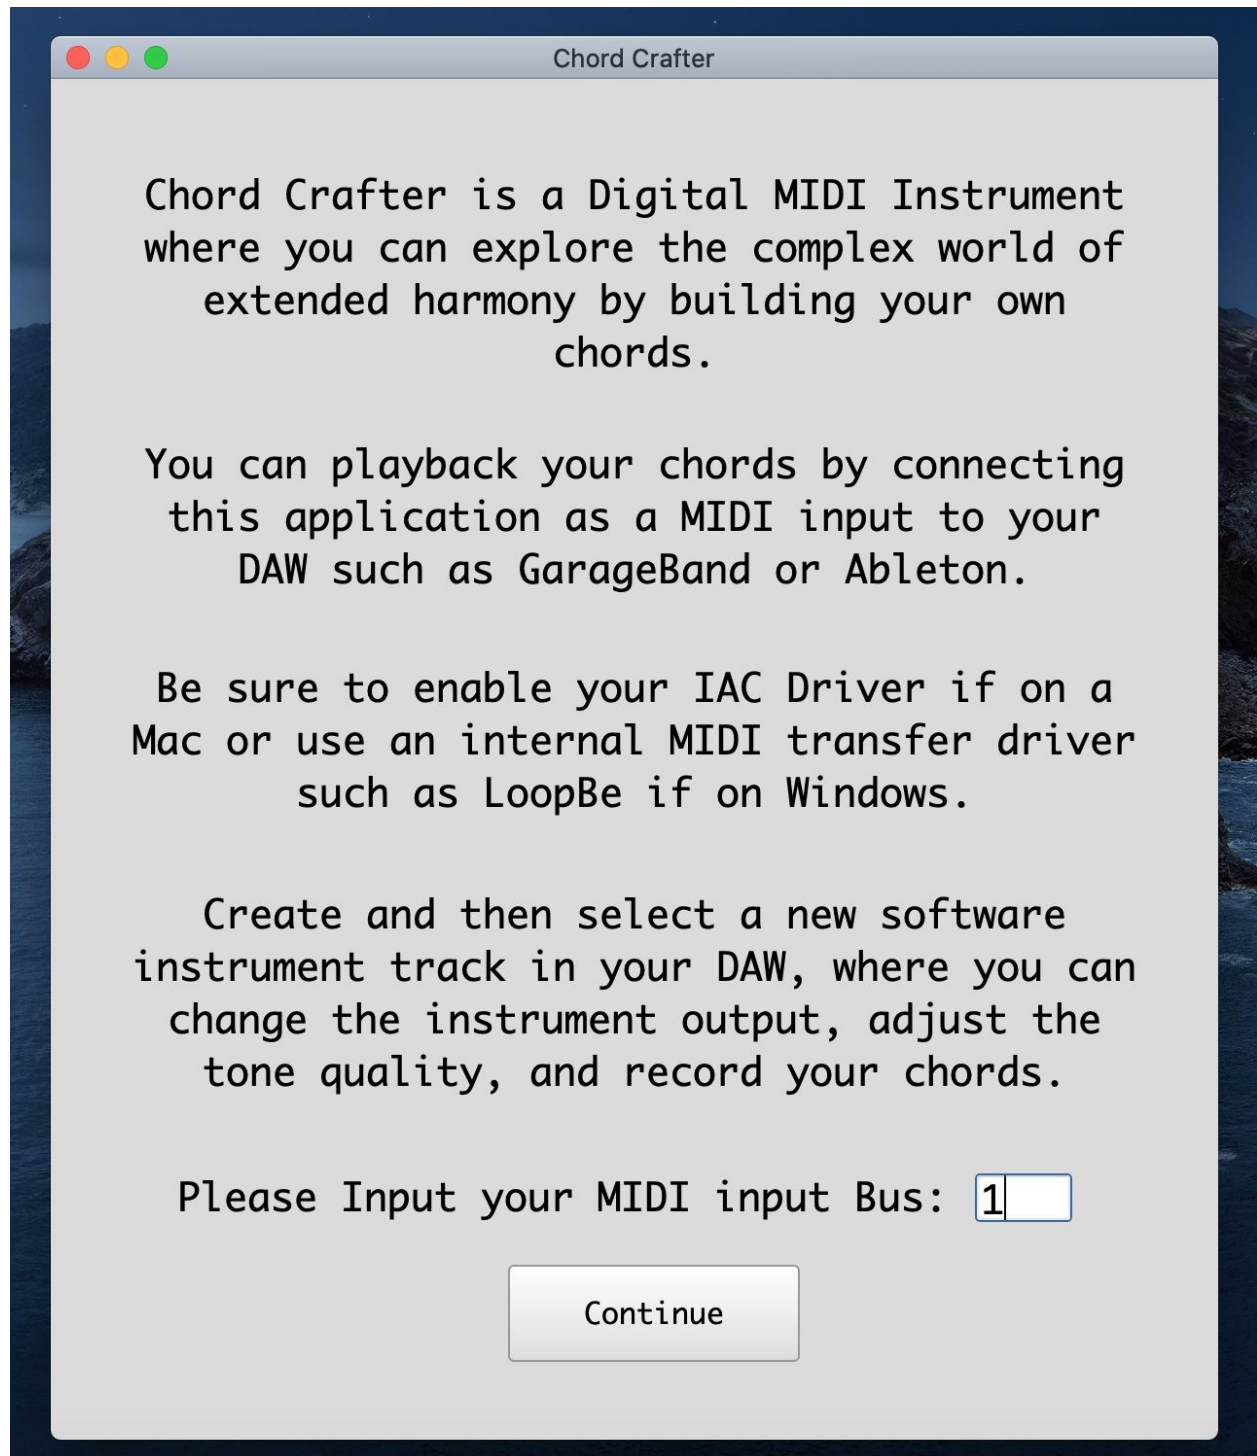 Chord Crafter
Chord Crafter is a Digital MIDI Instrument
where you can explore the complex world of
extended harmony by building your own
chords.
You can playback your chords by connecting
this application as a MIDI input to your
DAW such as GarageBand or Ableton.
Be sure to enable your IAC Driver if on a
Mac or use an internal MIDI transfer driver
such as LoopBe if on Windows.
Create and then select a new software
instrument track in your DAW, where you can
change the instrument output, adjust the
tone quality, and record your chords.
Please Input your MIDI input Bus: 1
Continue